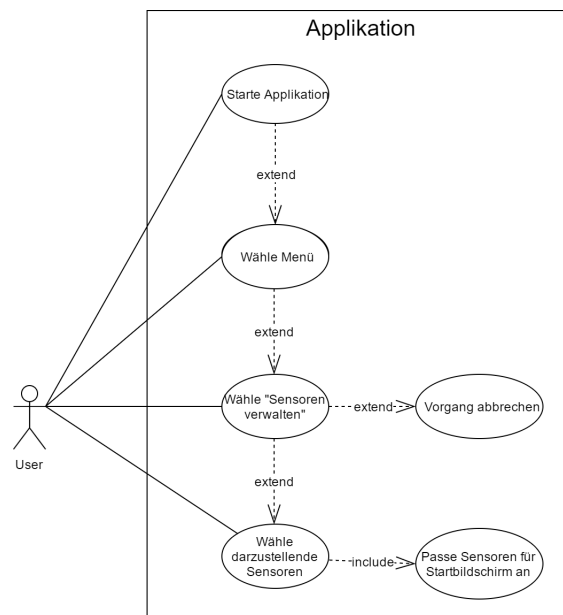 Applikation
Starte Applikation
extend
Wähle Menü
extend
Wähle "Sensoren
verwalten"
extend
Vorgang abbrechen
User
extend
Wähle
darzustellende
Sensoren
include
Passe Sensoren für
Startbildschirm an